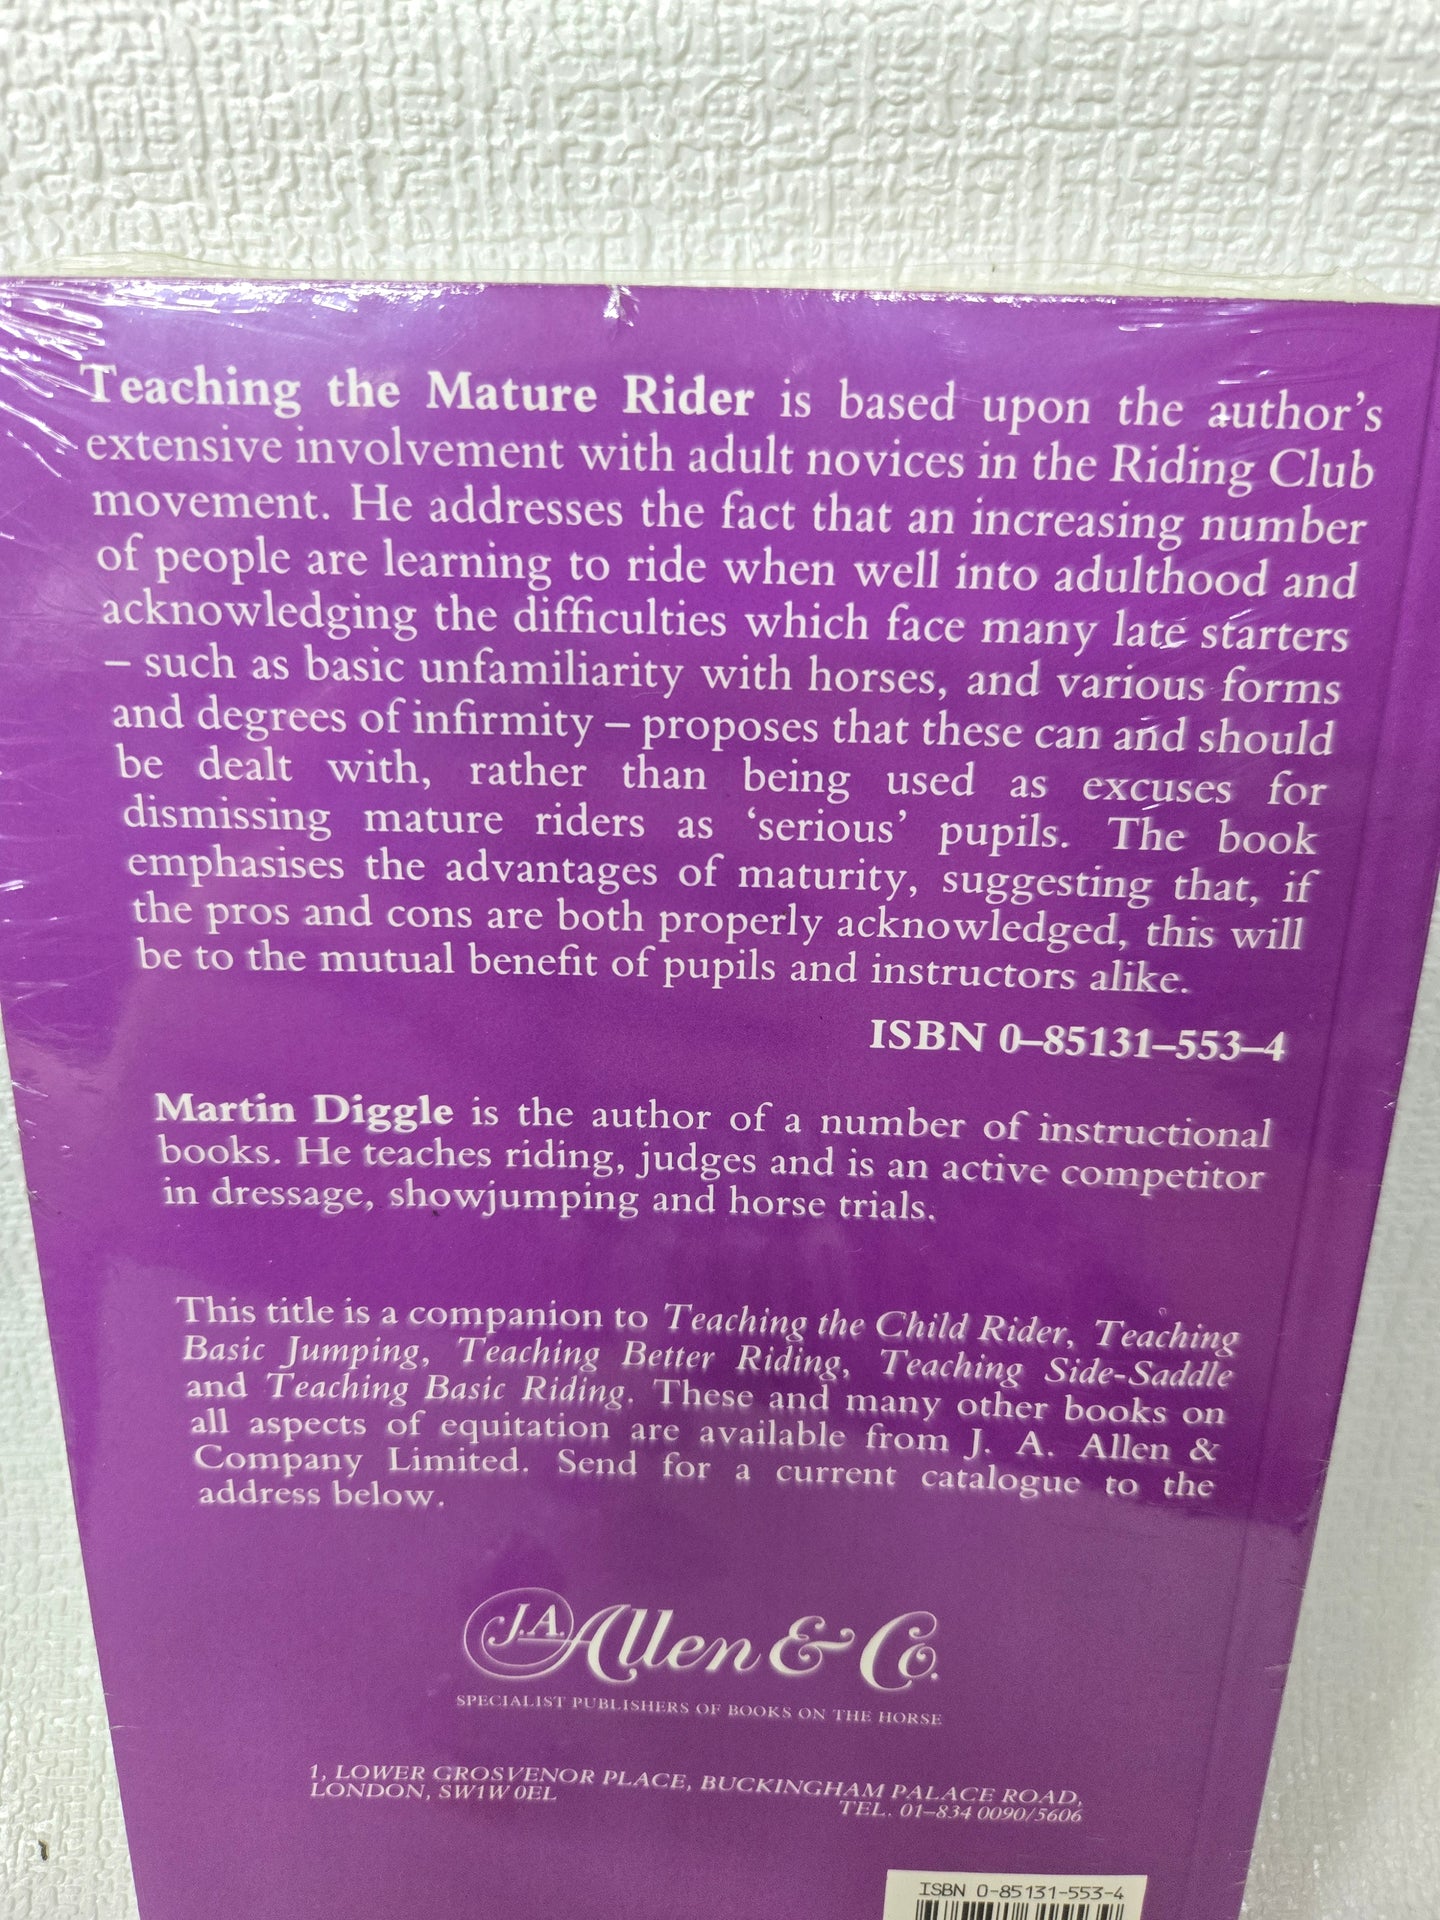 Teaching the Mature Rider is based upon the author's
extensive involvement with adult novices in the Riding Club
movement. He addresses the fact that an increasing number
of people are learning to ride when well into adulthood and
acknowledging the difficulties which face many late starters
– such as basic unfamiliarity with horses, and various forms
and degrees of infirmity – proposes that these can and should
be dealt with, rather than being used as excuses for
dismissing mature riders as ‘serious’ pupils. The book
emphasises the advantages of maturity, suggesting that, if
the pros and cons are both properly acknowledged, this will
be to the mutual benefit of pupils and instructors alike.
ISBN 0–85131–553–4
Martin Diggle is the author of a number of instructional
books. He teaches riding, judges and is an active competitor
in dressage, showjumping and horse trials.
This title is a companion to Teaching the Child Rider, Teaching
Basic Jumping, Teaching Better Riding, Teaching Side-Saddle
and Teaching Basic Riding. These and many other books on
all aspects of equitation are available from J. A. Allen &
Company Limited. Send for a current catalogue to the
address below.
J.A. Allen & Co.
SPECIALIST PUBLISHERS OF BOOKS ON THE HORSE
1, LOWER GROSVENOR PLACE, BUCKINGHAM PALACE ROAD,
LONDON, SW1W 0EL TEL. 01–834 0090/5606
ISBN 0-85131-553-4